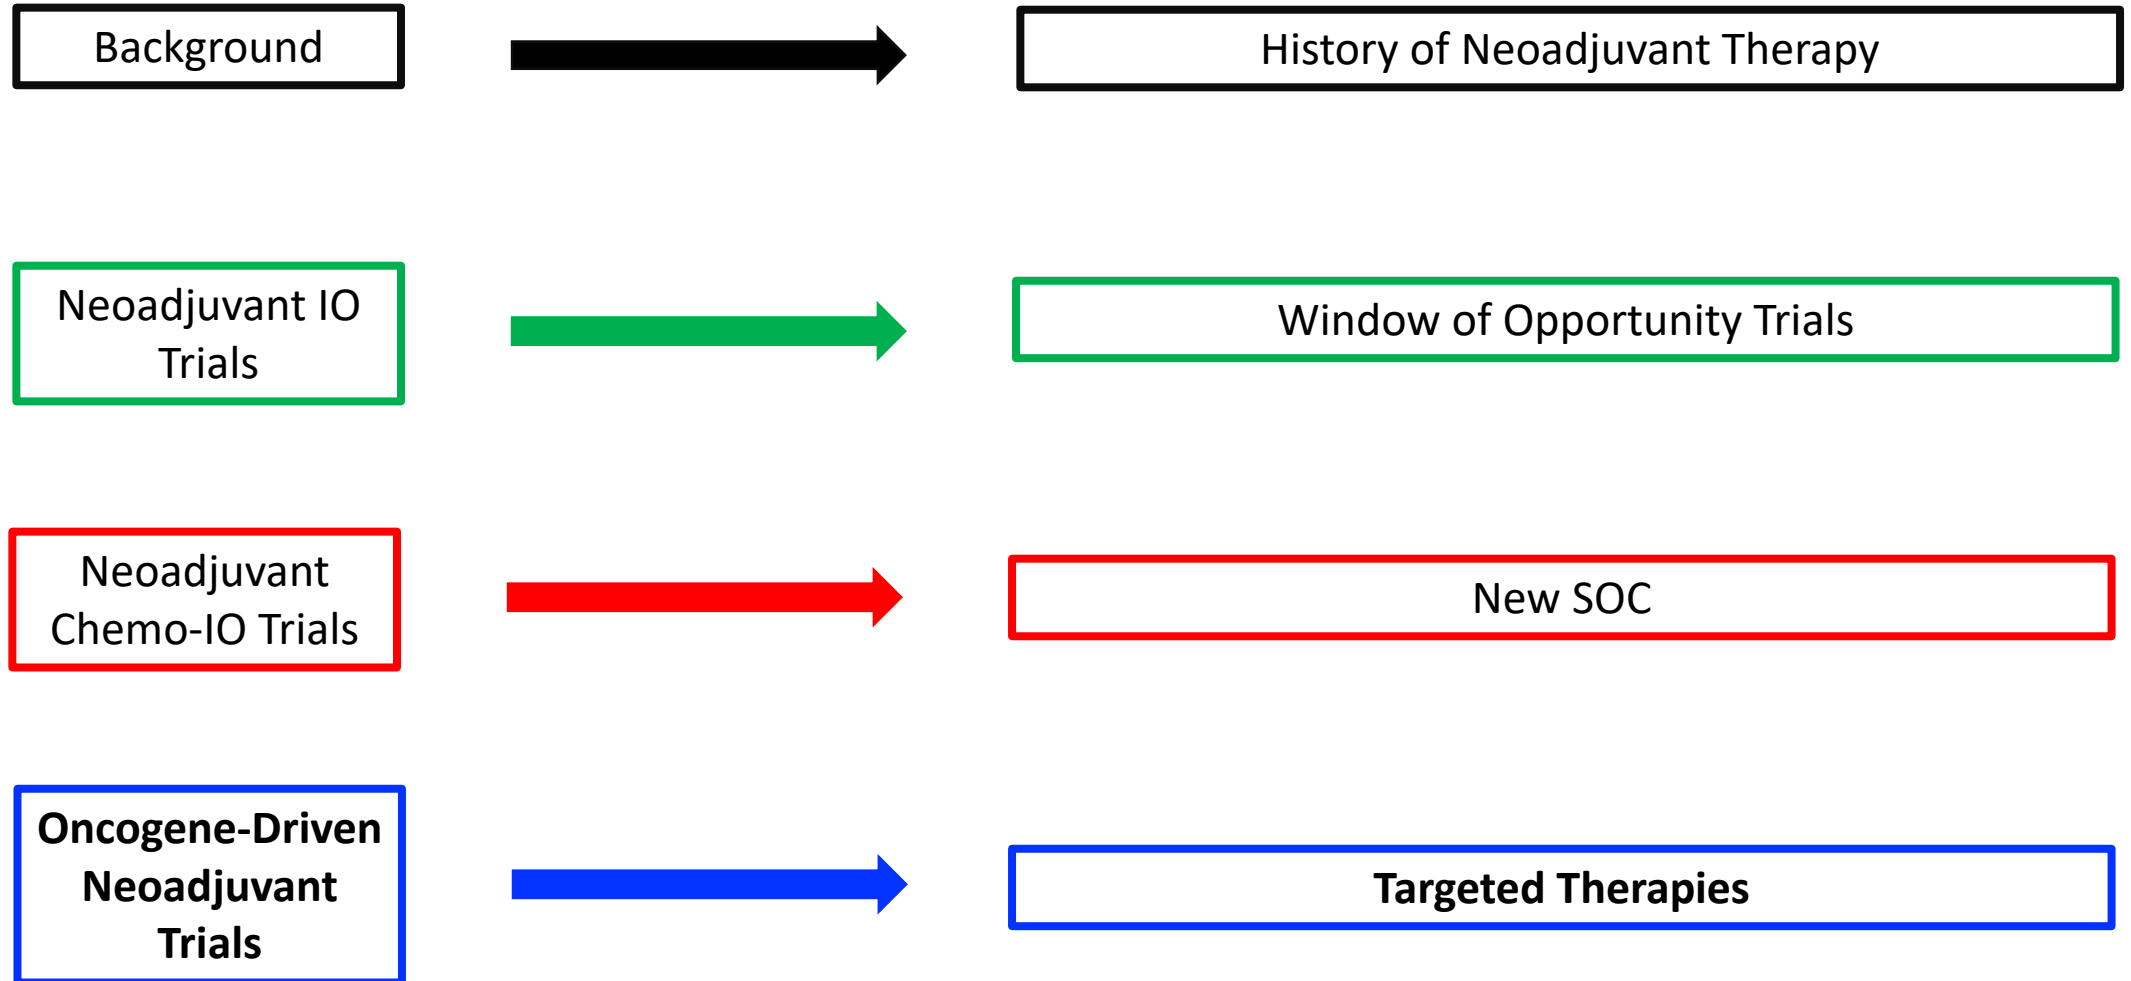 Background
History of Neoadjuvant Therapy
Neoadjuvant IO
Trials
Window of Opportunity Trials
Neoadjuvant
Chemo-IO Trials
New SOC
Oncogene-Driven
Neoadjuvant
Trials
Targeted Therapies